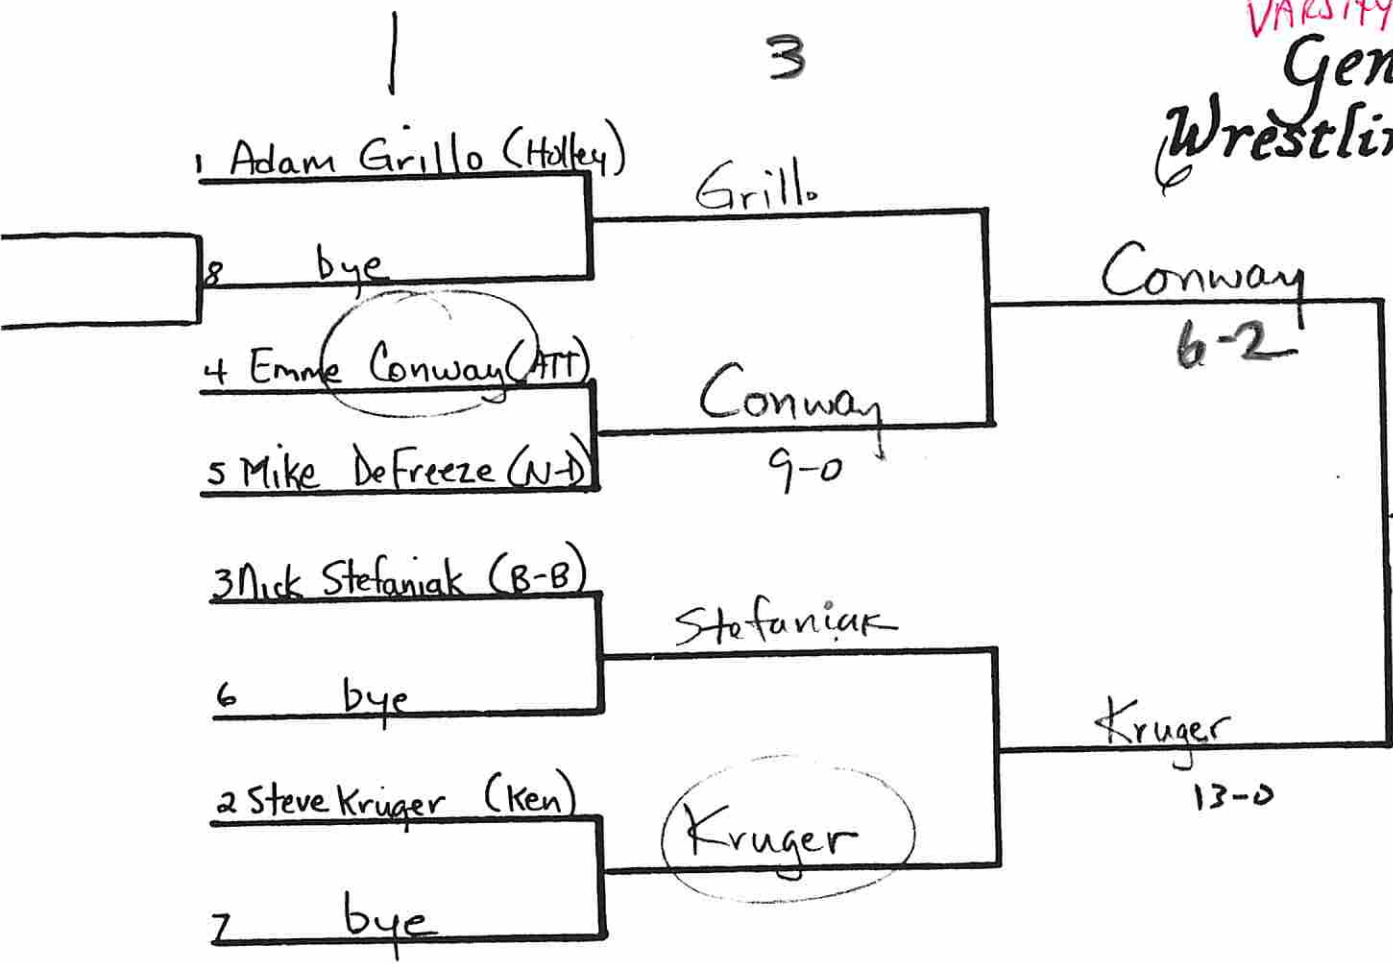 1
3
VARSITY
Gen
Wrestlin
1 Adam Grillo (Holley)
Grillo
8 bye
Conway
6-2
4 Emme Conway (ATT)
Conway
9-0
5 Mike DeFreeze (N-D)
3 Nick Stefaniak (B-B)
Stefaniak
6 bye
Kruger
13-0
2 Steve Kruger (Ken)
Kruger
7 bye